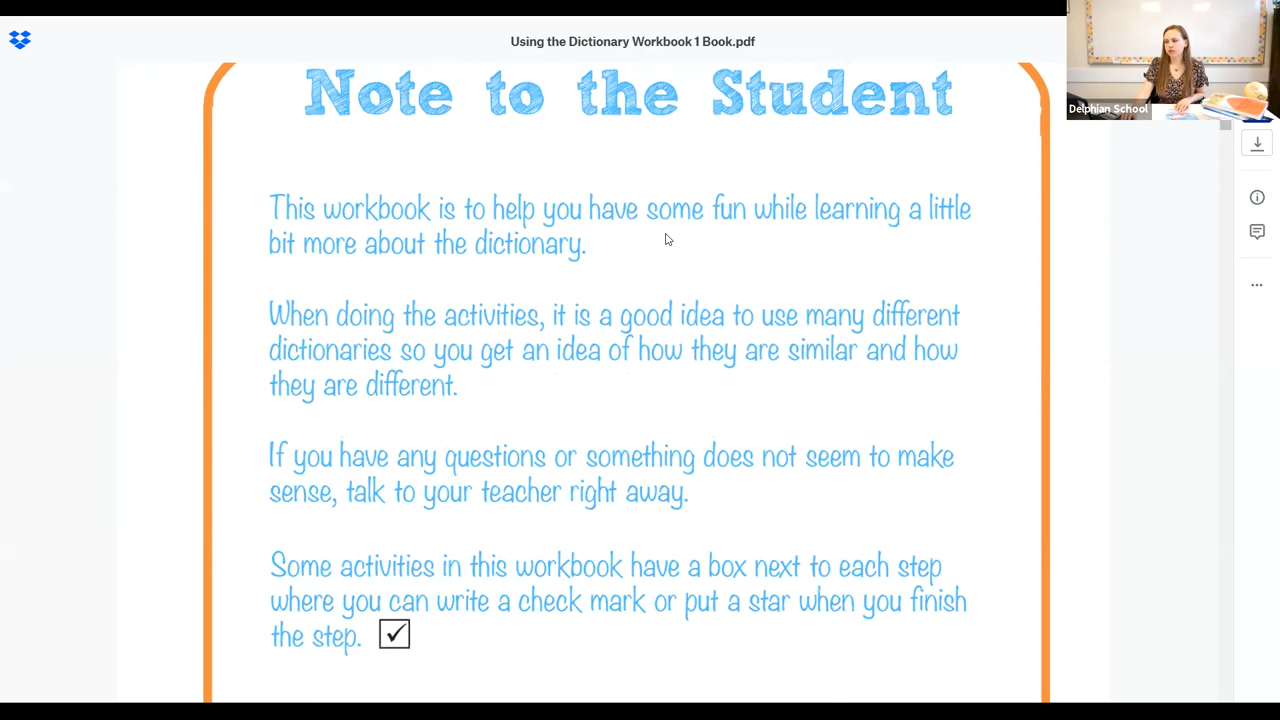 Using the Dictionary Workbook 1 Book.pdf
Delphian School
Note to the Student
This workbook is to help you have some fun while learning a little
bit more about the dictionary.
When doing the activities, it is a good idea to use many different
dictionaries so you get an idea of how they are similar and how
they are different.
If you have any questions or something does not seem to make
sense, talk to your teacher right away.
Some activities in this workbook have a box next to each step
where you can write a check mark or put a star when you finish
the step.